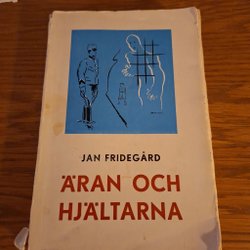 JAN FRIDEGÅRD
ÄRAN OCH
HJÄLTARNA